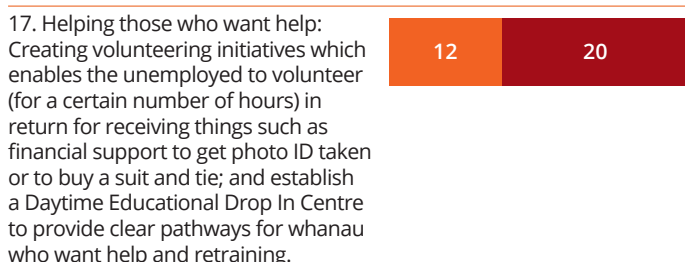 17. Helping those who want help:
Creating volunteering initiatives which
enables the unemployed to volunteer
(for a certain number of hours) in
return for receiving things such as
financial support to get photo ID taken
or to buy a suit and tie; and establish
a Daytime Educational Drop In Centre
to provide clear pathways for whanau
who want help and retraining.
12 20